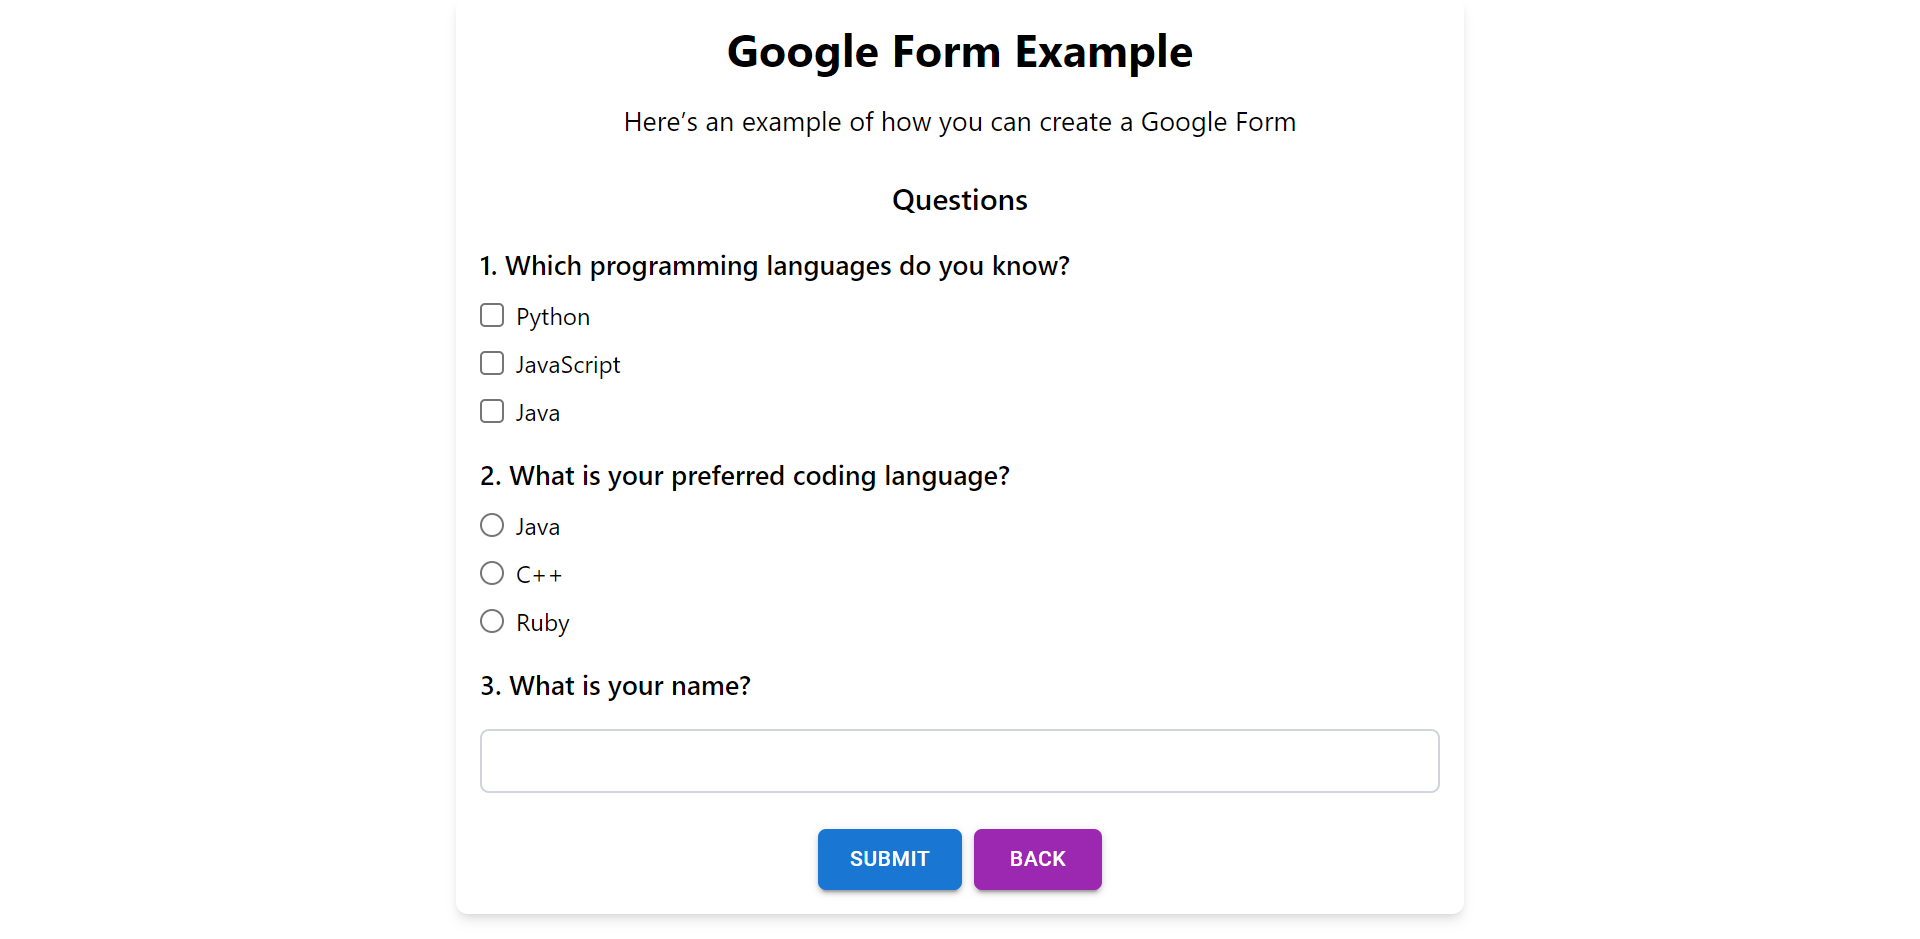 Google Form Example
Here’s an example of how you can create a Google Form
Questions
1. Which programming languages do you know?
Python
JavaScript
Java
2. What is your preferred coding language?
Java
C++
Ruby
3. What is your name?
SUBMIT BACK